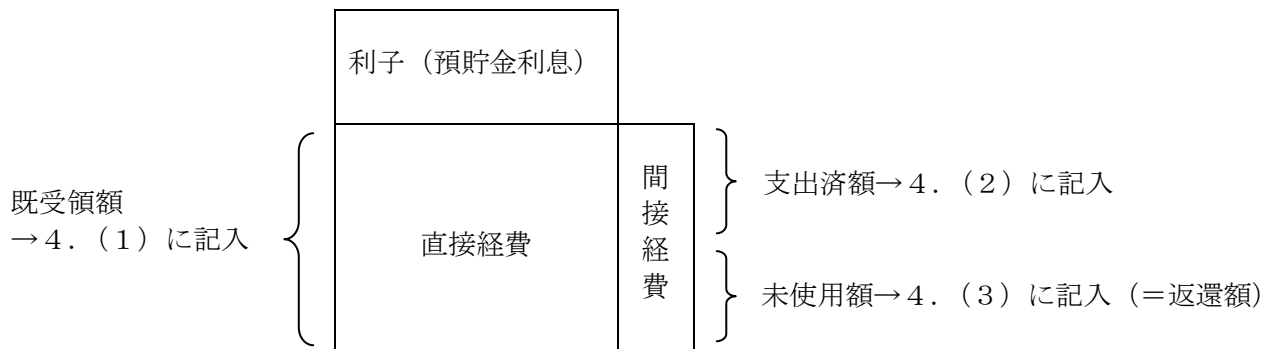 利子（預貯金利息）
既受領額
→４．（１）に記入
直接経費
間接経費
支出済額→４．（２）に記入
未使用額→４．（３）に記入（＝返還額）